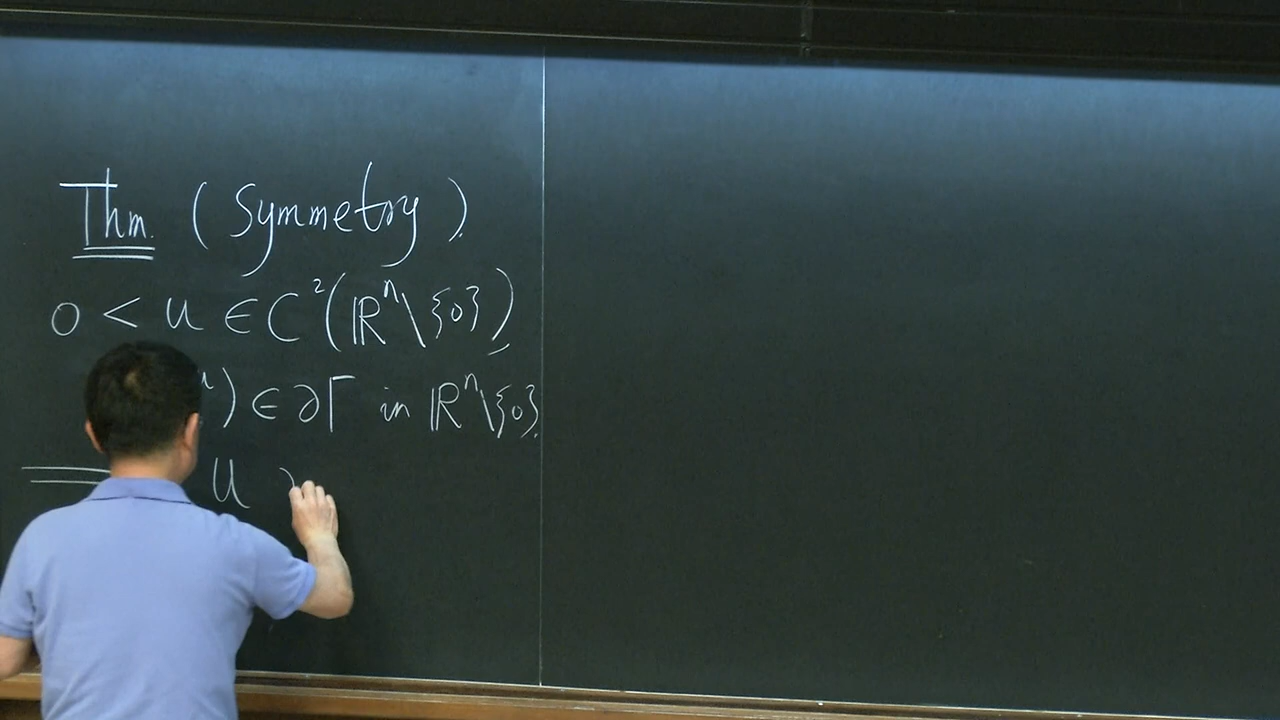 Thm. (Symmetry).
0 < u ∈ C²(ℝⁿ\{0})
u) ∈ ∂Γ in ℝⁿ\{0}.
⟹ u